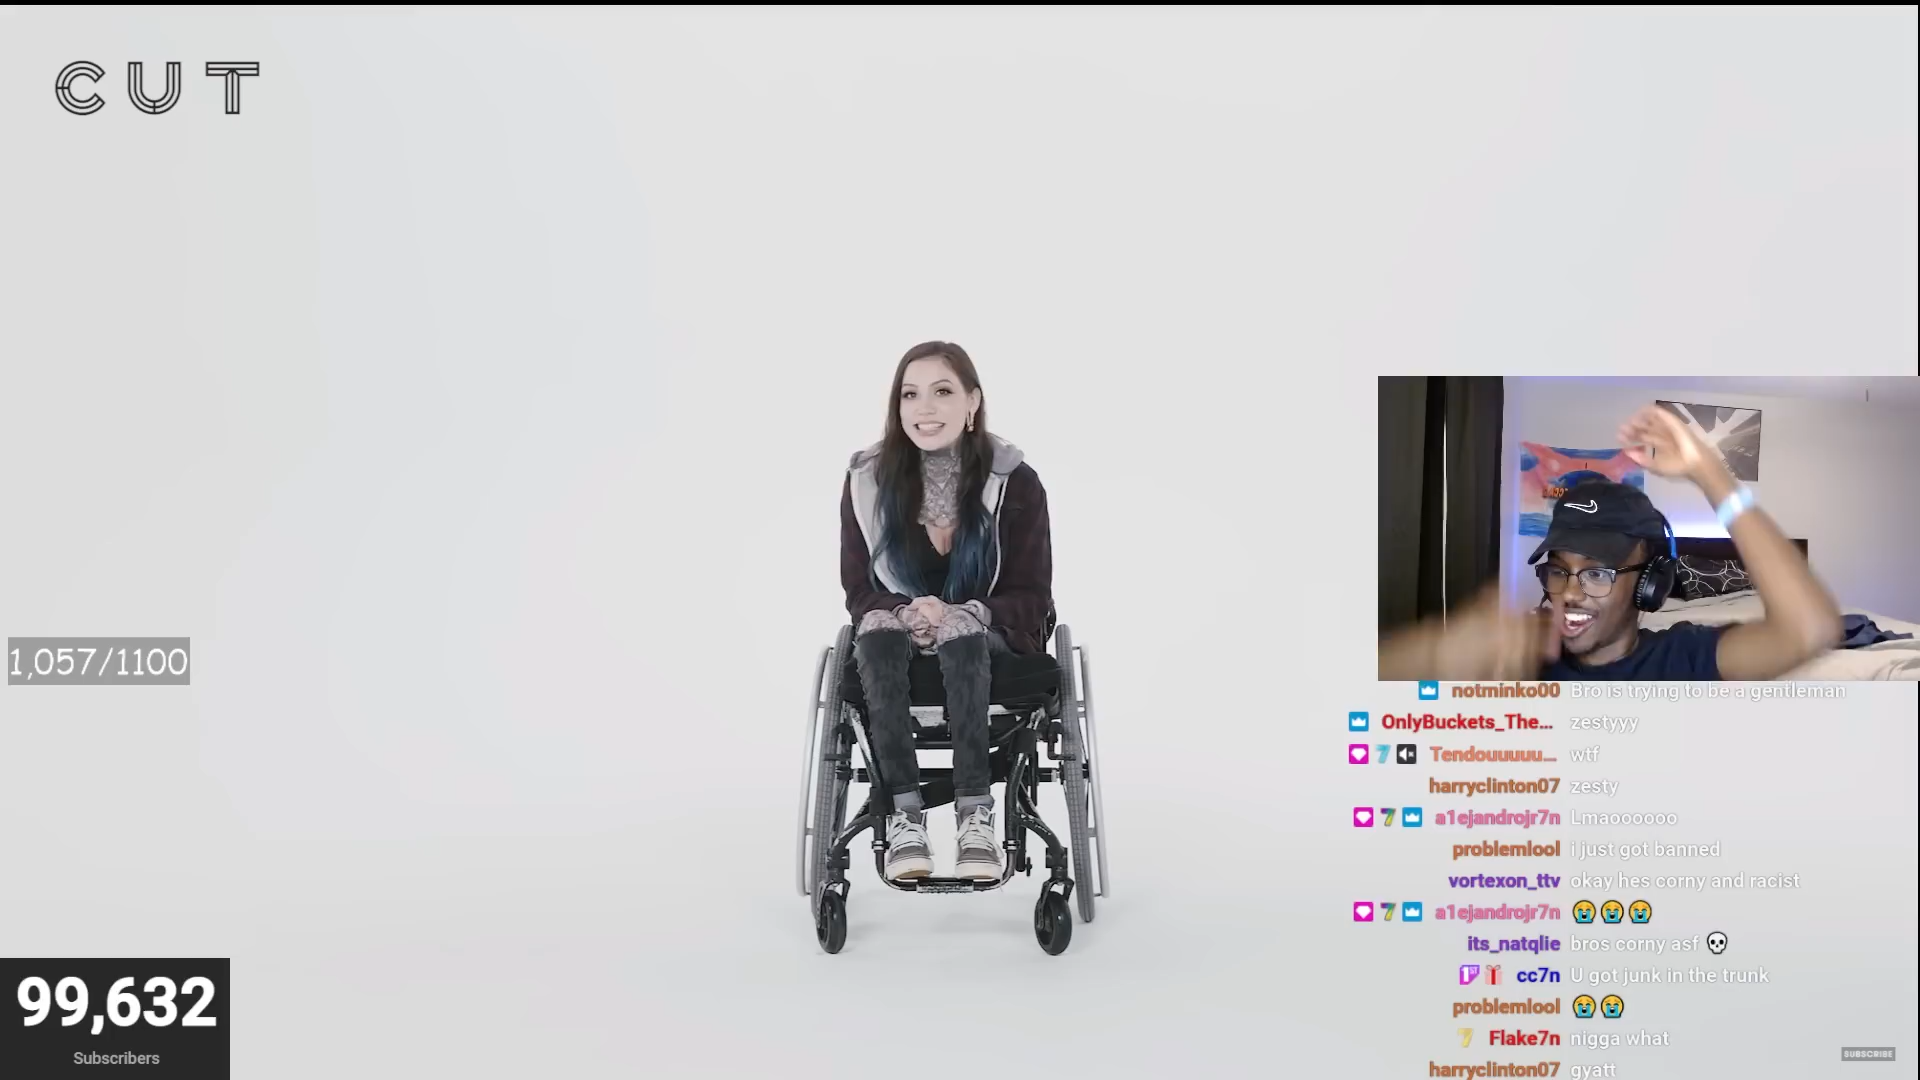 CUT
1,057/1100
99,632
Subscribers
notminko00 Bro is trying to be a gentleman
OnlyBuckets_The... zestyyy
Tendouuuuu... wtf
harryclinton07 zesty
a1ejandrojr7n Lmaoooooo
problemlool i just got banned
vortexon_ttv okay hes corny and racist
a1ejandrojr7n 😭😭😭
its_natqlie bros corny asf 💀
cc7n U got junk in the trunk
problemlool 😭😭
Flake7n nigga what
harryclinton07 gyatt
SUBSCRIBE